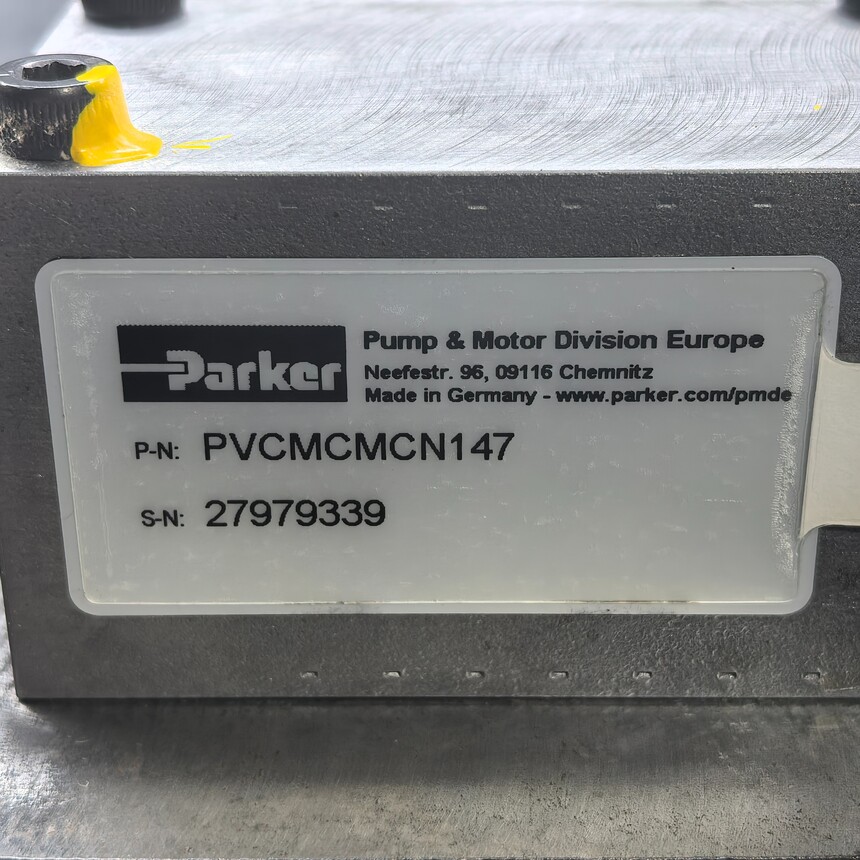 Parker
Pump & Motor Division Europe
Neefestr. 96, 09116 Chemnitz
Made in Germany - www.parker.com/pmde
P-N: PVCMCMCN147
S-N: 27979339